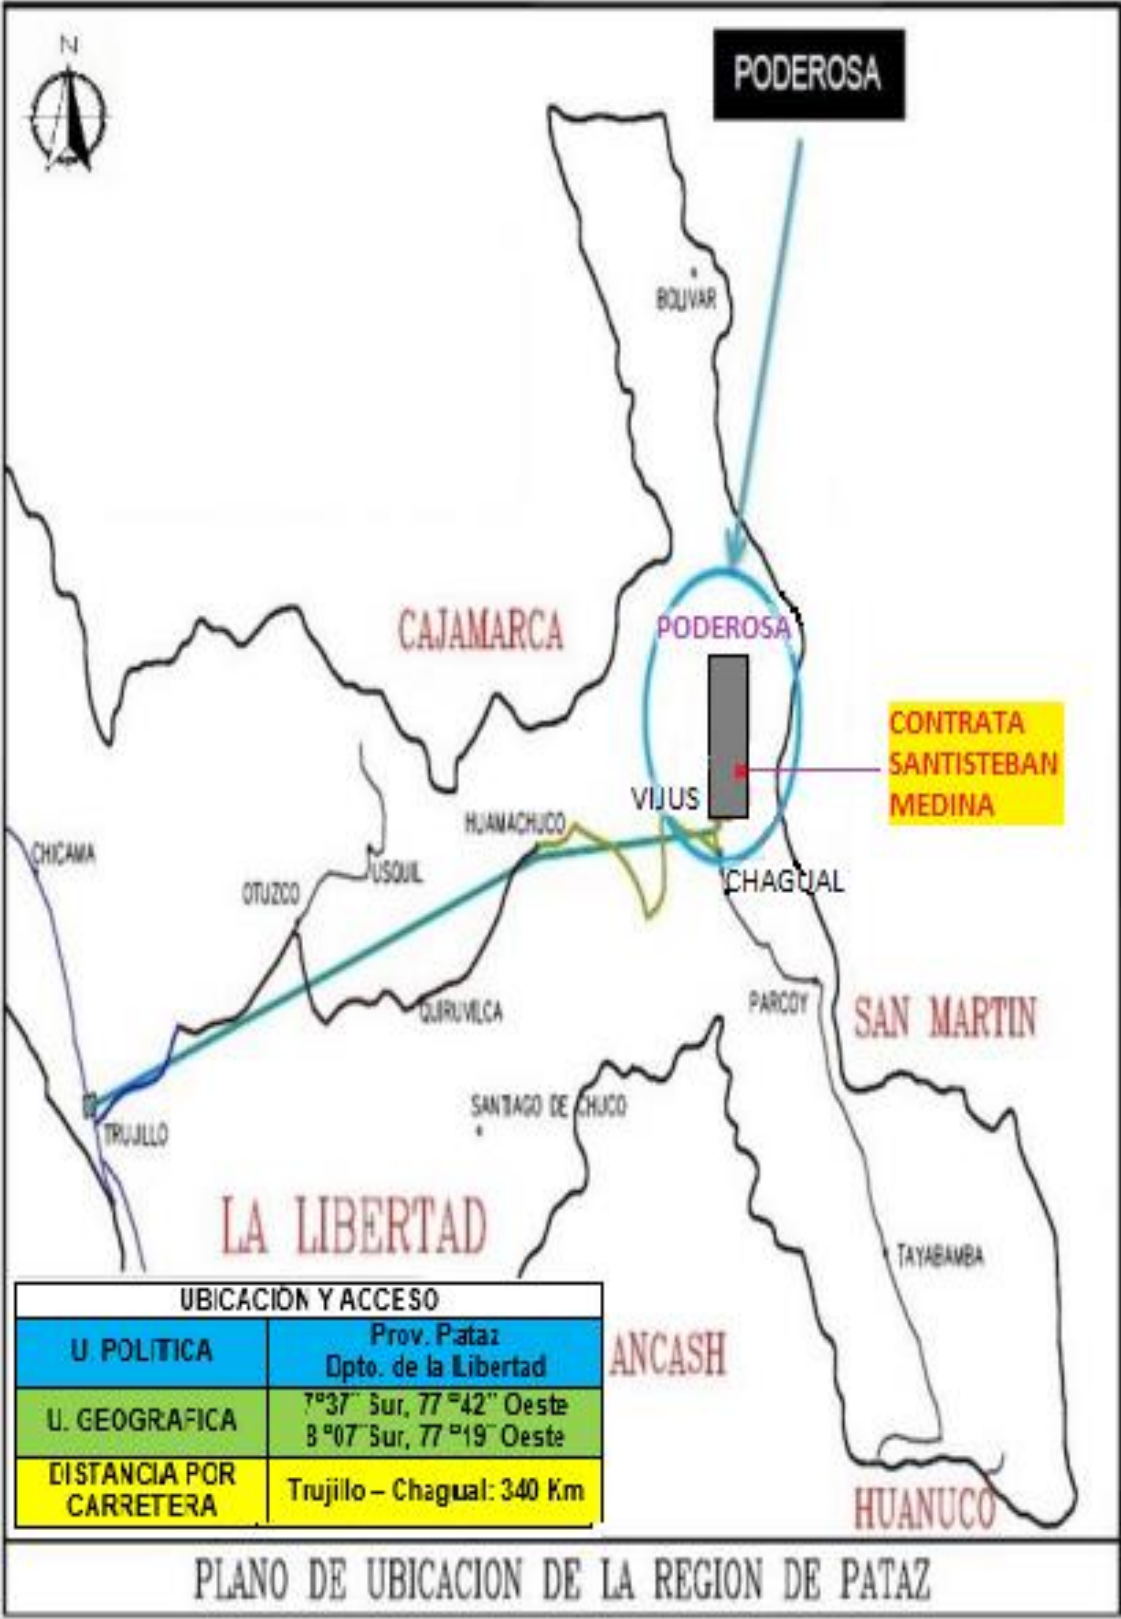 N
PODEROSA
BOLIVAR
CAJAMARCA
PODEROSA
CONTRATA
SANTISTEBAN
MEDINA
VIJUS
HUAMACHUCO
CHICAMA
USQUIL
OTUZCO
CHAGUAL
QUIRUVILCA
PARCOY
SAN MARTIN
SANTIAGO DE CHUCO
TRUJILLO
LA LIBERTAD
TAYABAMBA
UBICACIÓN Y ACCESO
U. POLITICA
Prov. Pataz
Dpto. de la Libertad
ANCASH
U. GEOGRAFICA
7°37¨ Sur, 77 °42¨ Oeste
8 °07¨ Sur, 77 °19¨ Oeste
DISTANCIA POR
CARRETERA
Trujillo – Chagual: 340 Km
HUANUCO
PLANO DE UBICACION DE LA REGION DE PATAZ